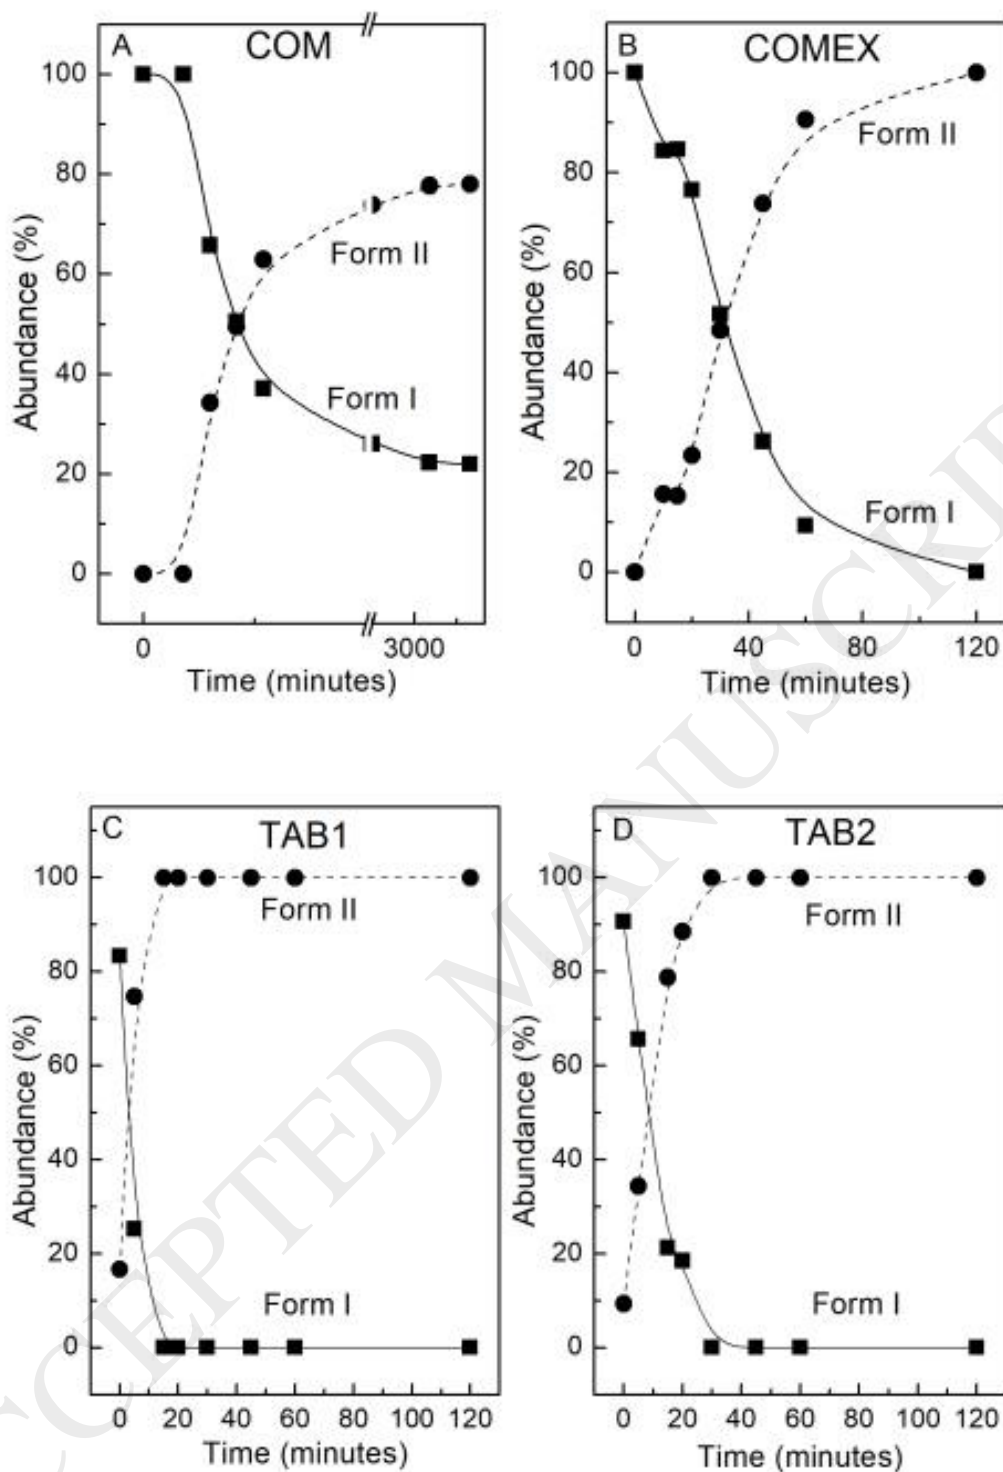 A
COM
100
80
60
40
20
0
Abundance (%)
Form II
Form I
0
3000
Time (minutes)
B
COMEX
100
80
60
40
20
0
Abundance (%)
Form II
Form I
0
40
80
120
Time (minutes)
C
TAB1
100
80
60
40
20
0
Abundance (%)
Form II
Form I
0 20 40 60 80 100 120
Time (minutes)
D
TAB2
100
80
60
40
20
0
Abundance (%)
Form II
Form I
0 20 40 60 80 100 120
Time (minutes)
CCEPTED MANUSCRI